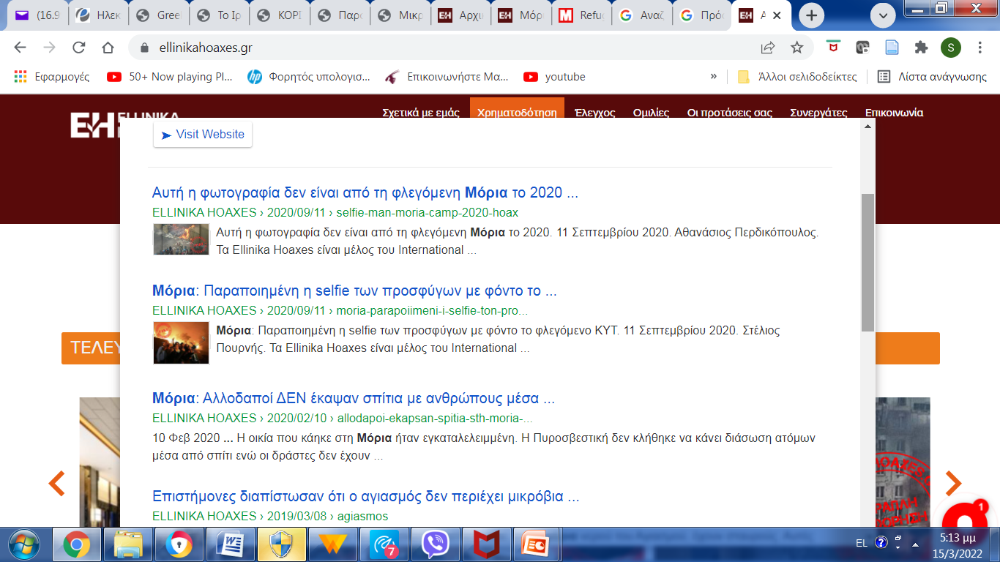 (16.9
Ηλεκ
Greel
Το Ιρ
ΚΟΡΙ
Παρο
Μικρ
Αρχι
Μόρι
Refug
Αναζ
Πρόσ
ellinikahoaxes.gr
S
Εφαρμογές
50+ Now playing Pl...
Φορητός υπολογισ...
Επικοινωνήστε Μα...
youtube
»
Άλλοι σελιδοδείκτες
Λίστα ανάγνωσης
ΕΗ ELLINIKA
Σχετικά με εμάς
Χρηματοδότηση
Έλεγχος
Ομιλίες
Οι προτάσεις σας
Συνεργάτες
Επικοινωνία
Visit Website
Αυτή η φωτογραφία δεν είναι από τη φλεγόμενη Μόρια το 2020 ...
ELLINIKA HOAXES › 2020/09/11 › selfie-man-moria-camp-2020-hoax
Αυτή η φωτογραφία δεν είναι από τη φλεγόμενη Μόρια το 2020. 11 Σεπτεμβρίου 2020. Αθανάσιος Περδικόπουλος.
Τα Ellinika Hoaxes είναι μέλος του International ...
Μόρια: Παραποιημένη η selfie των προσφύγων με φόντο το ...
ELLINIKA HOAXES › 2020/09/11 › moria-parapoiimeni-i-selfie-ton-pro...
Μόρια: Παραποιημένη η selfie των προσφύγων με φόντο το φλεγόμενο ΚΥΤ. 11 Σεπτεμβρίου 2020. Στέλιος
Πουρνής. Τα Ellinika Hoaxes είναι μέλος του International ...
ΤΕΛΕΥ
Μόρια: Αλλοδαποί ΔΕΝ έκαψαν σπίτια με ανθρώπους μέσα ...
ELLINIKA HOAXES › 2020/02/10 › allodapoi-ekapsan-spitia-sth-moria-...
10 Φεβ 2020 ... Η οικία που κάηκε στη Μόρια ήταν εγκαταλελειμμένη. Η Πυροσβεστική δεν κλήθηκε να κάνει διάσωση ατόμων
μέσα από σπίτι ενώ οι δράστες δεν έχουν ...
Επιστήμονες διαπίστωσαν ότι ο αγιασμός δεν περιέχει μικρόβια ...
ELLINIKA HOAXES › 2019/03/08 › agiasmos
1
7
EL
5:13 μμ
15/3/2022